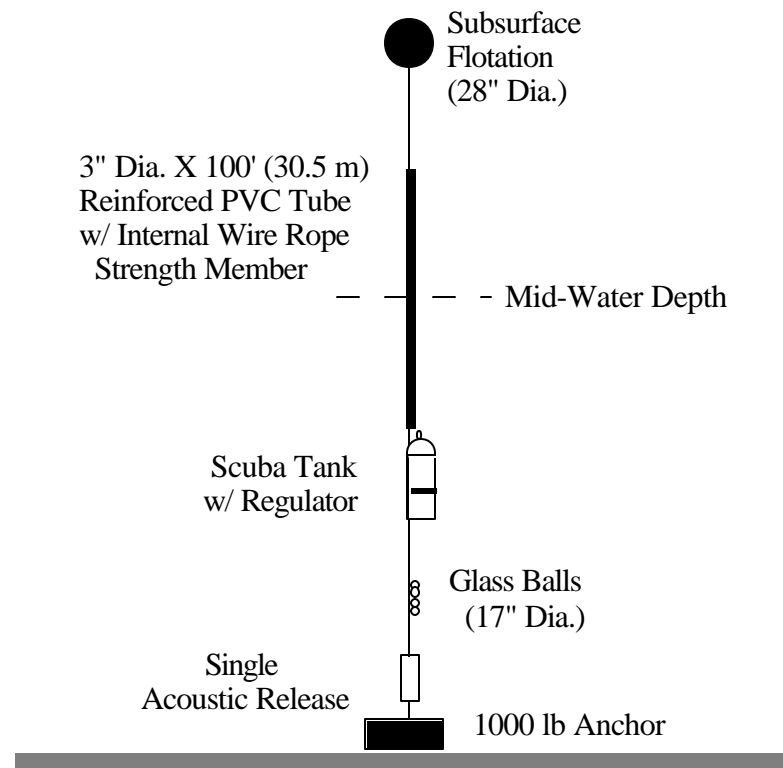 Subsurface
Flotation
(28" Dia.)
3" Dia. X 100' (30.5 m)
Reinforced PVC Tube
w/ Internal Wire Rope
Strength Member
Mid-Water Depth
Scuba Tank
w/ Regulator
Glass Balls
(17" Dia.)
Single
Acoustic Release
1000 lb Anchor